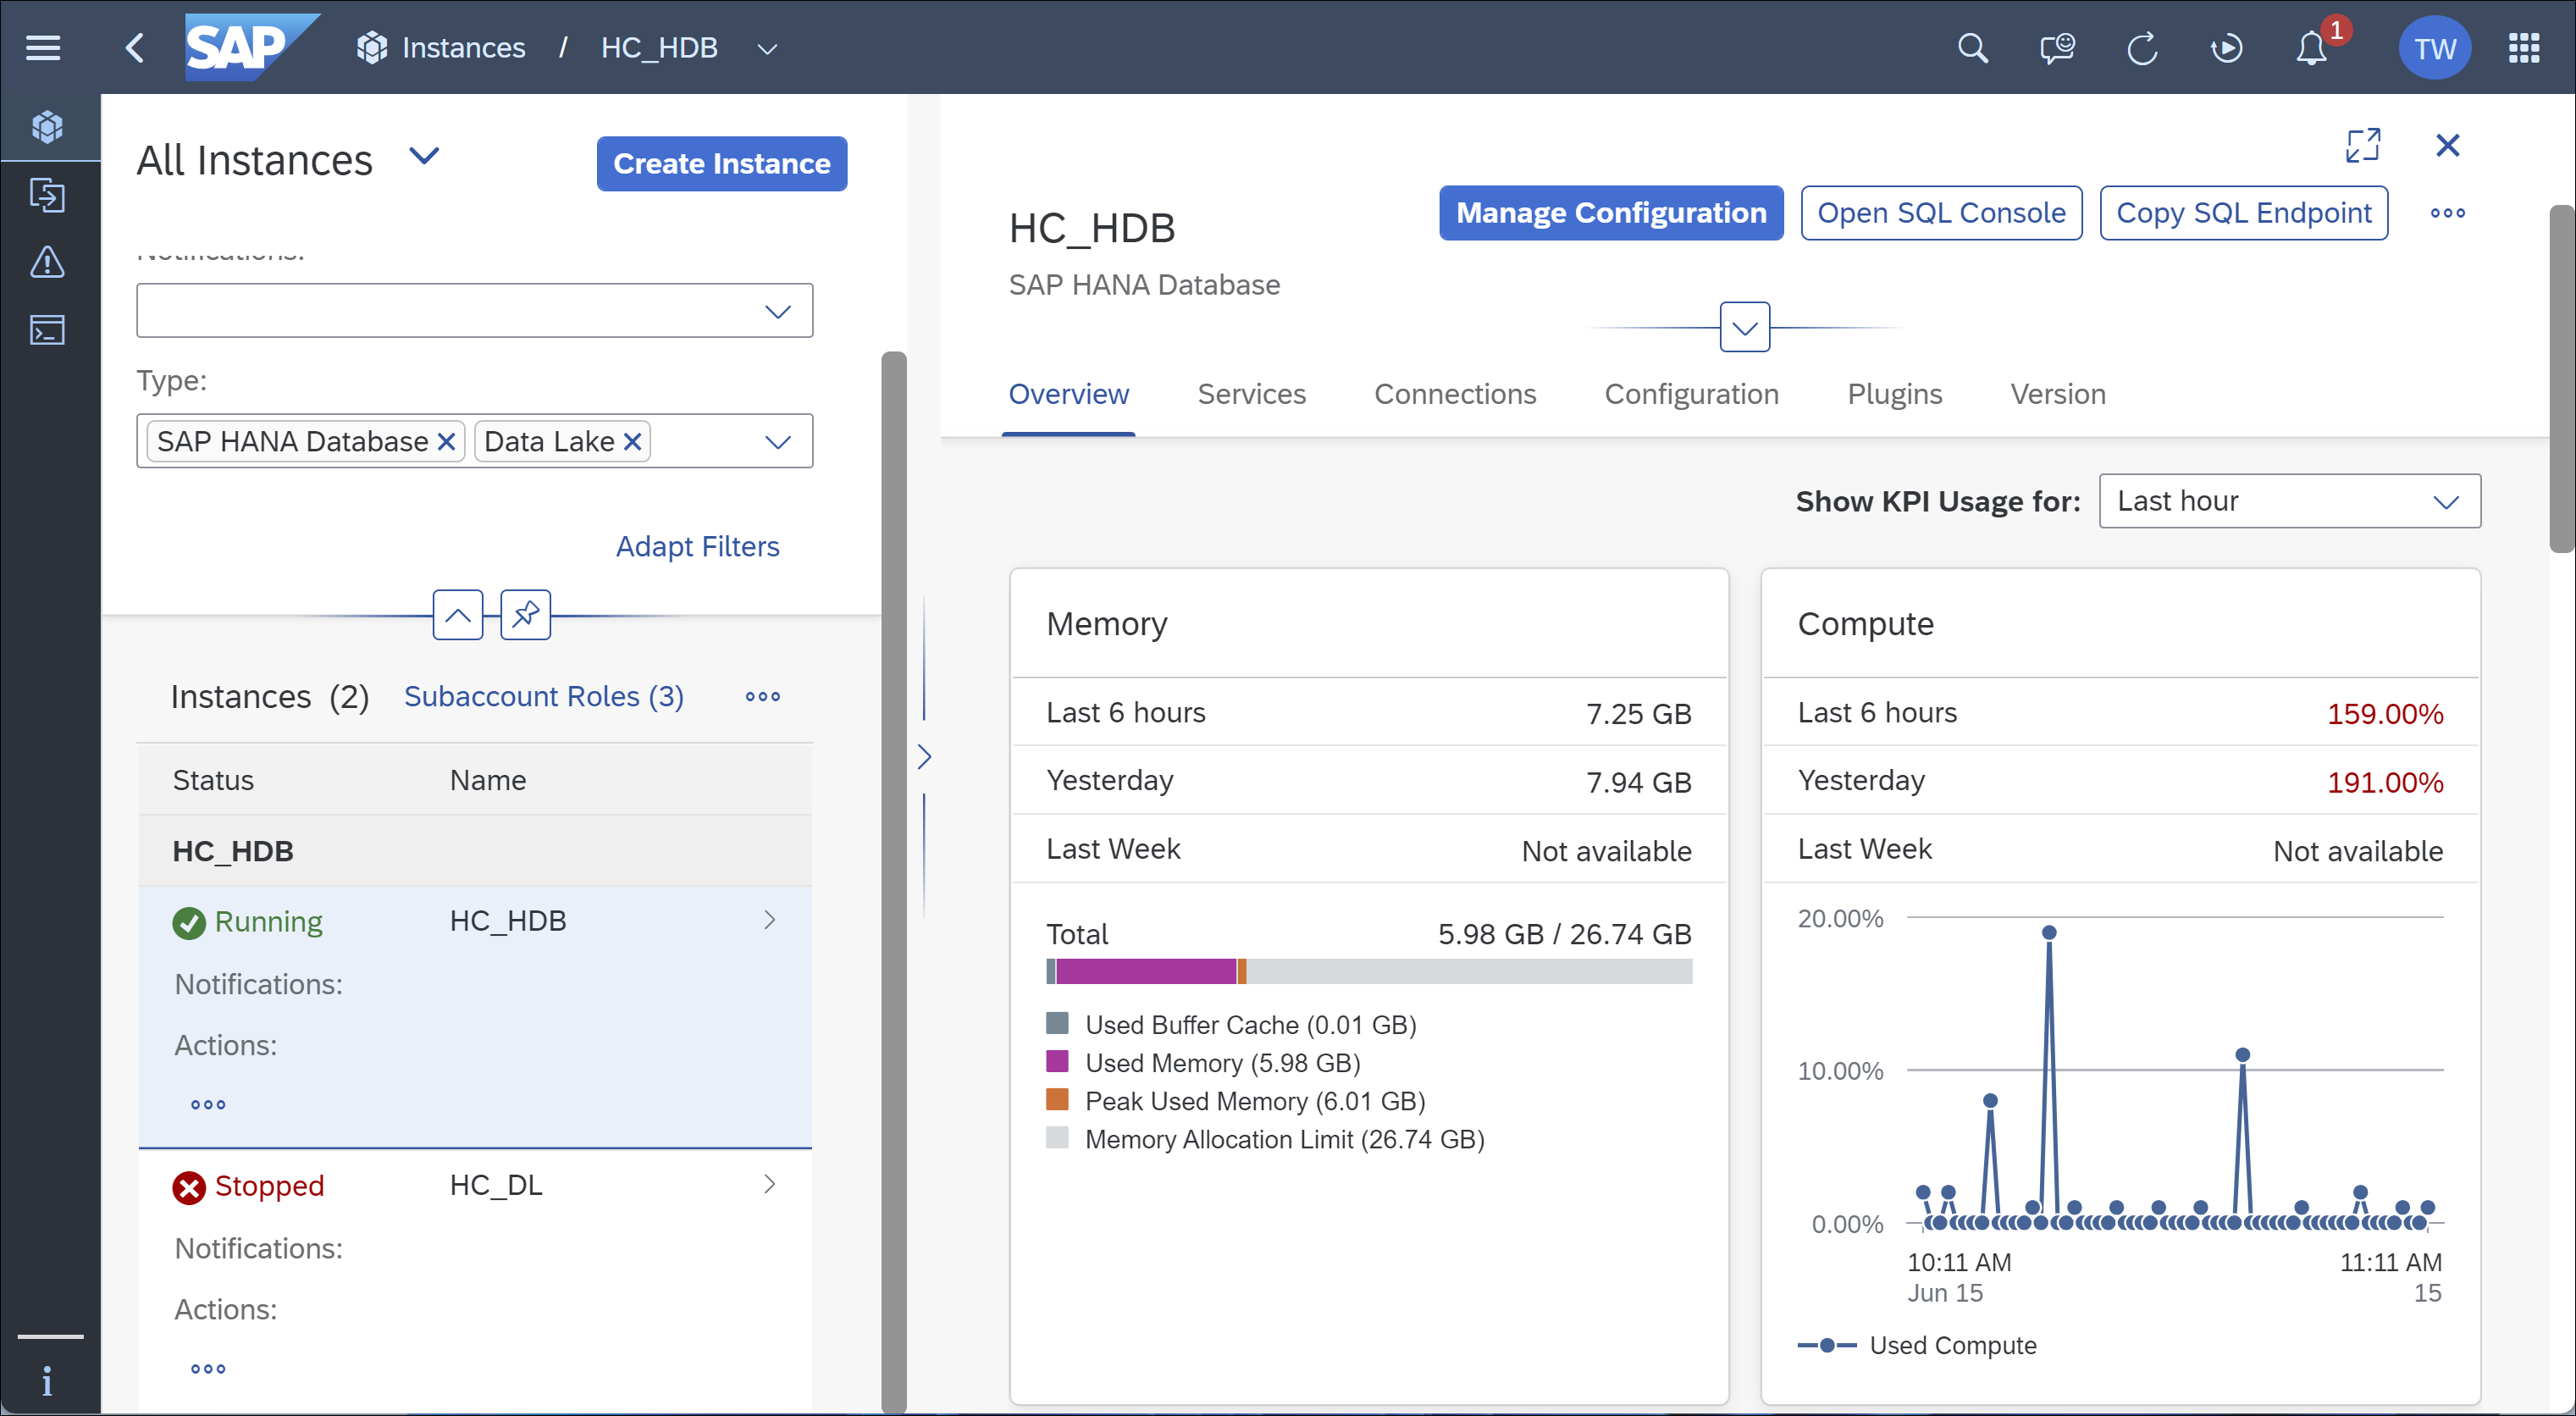 SAP
Instances / HC_HDB
1
TW
All Instances
Create Instance
Notifications:
Type:
SAP HANA Database
Data Lake
Adapt Filters
Instances (2)
Subaccount Roles (3)
Status
Name
HC_HDB
Running
HC_HDB
Notifications:
Actions:
Stopped
HC_DL
Notifications:
Actions:
HC_HDB
Manage Configuration
Open SQL Console
Copy SQL Endpoint
SAP HANA Database
Overview
Services
Connections
Configuration
Plugins
Version
Show KPI Usage for:
Last hour
Memory
Last 6 hours
7.25 GB
Yesterday
7.94 GB
Last Week
Not available
Total
5.98 GB / 26.74 GB
Used Buffer Cache (0.01 GB)
Used Memory (5.98 GB)
Peak Used Memory (6.01 GB)
Memory Allocation Limit (26.74 GB)
Compute
Last 6 hours
159.00%
Yesterday
191.00%
Last Week
Not available
20.00%
10.00%
0.00%
10:11 AM
11:11 AM
Jun 15
15
Used Compute